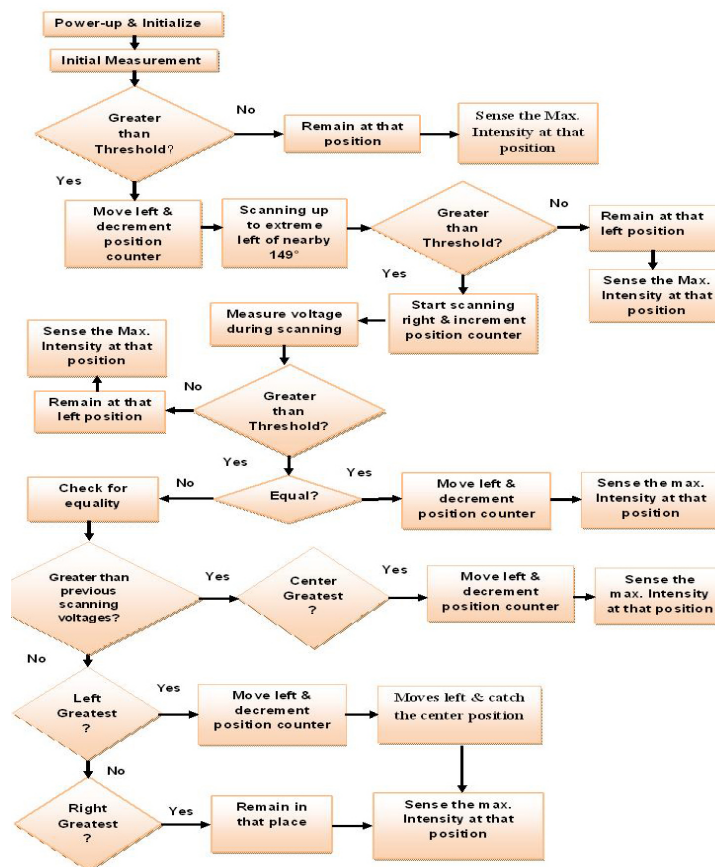 Power-up & Initialize
Initial Measurement
Greater
than
Threshold?
No
Remain at that
position
Sense the Max.
Intensity at that
position
Yes
Move left &
decrement
position
counter
Scanning up
to extreme
left of nearby
149°
Greater
than
Threshold?
No
Remain at that
left position
Sense the Max.
Intensity at that
position
Yes
Start scanning
right & increment
position counter
Measure voltage
during scanning
Greater
than
Threshold?
No
Remain at that
left position
Sense the Max.
Intensity at that
position
Yes
Equal?
Yes
Move left &
decrement
position counter
Sense the max.
Intensity at that
position
No
Check for
equality
Greater than
previous
scanning
voltages?
Yes
Center
Greatest
?
Yes
Move left &
decrement
position counter
Sense the
max. Intensity
at that position
No
Left
Greatest
?
Yes
Move left &
decrement
position counter
Moves left & catch
the center position
No
Right
Greatest
?
Yes
Remain in
that place
Sense the max.
Intensity at that
position